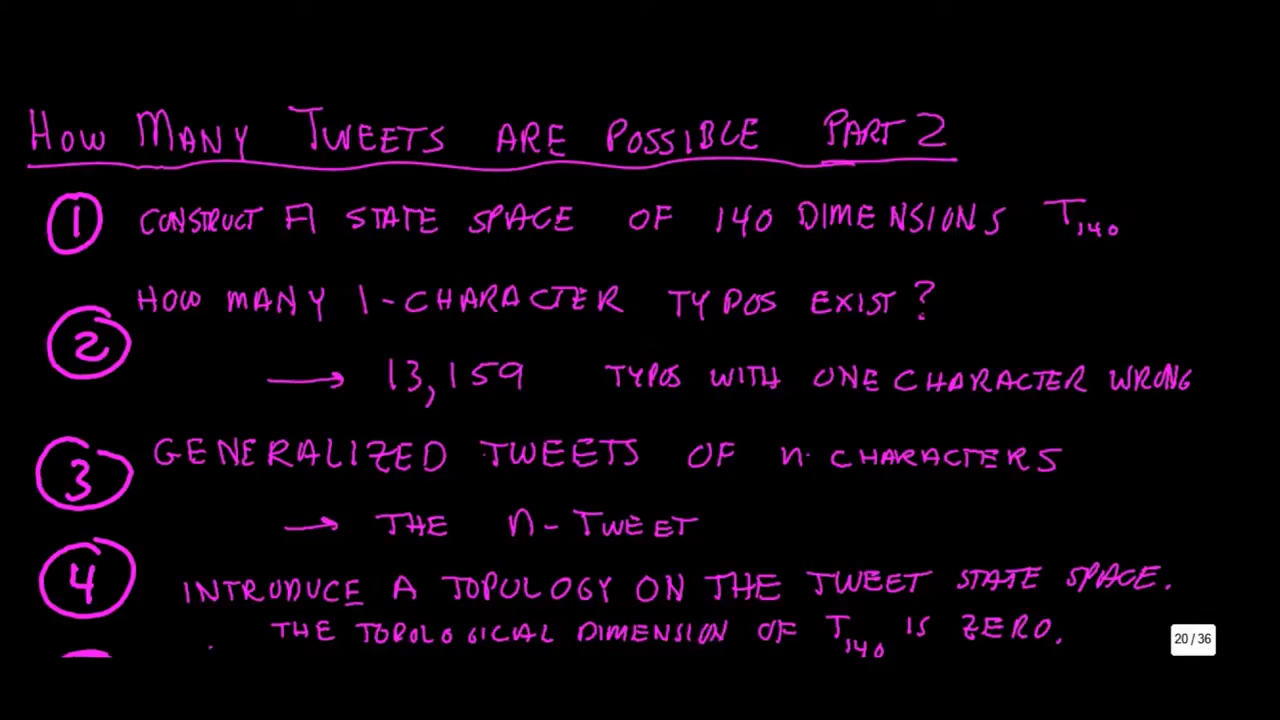 HOW MANY TWEETS ARE POSSIBLE PART 2
1 CONSTRUCT A STATE SPACE OF 140 DIMENSIONS T140
HOW MANY 1-CHARACTER TYPOS EXIST?
2
→ 13,159 TYPOS WITH ONE CHARACTER WRONG
3 GENERALIZED TWEETS OF n CHARACTERS
→ THE n-TWEET
4 INTRODUCE A TOPOLOGY ON THE TWEET STATE SPACE.
THE TOPOLOGICAL DIMENSION OF T140 IS ZERO.
20 / 36